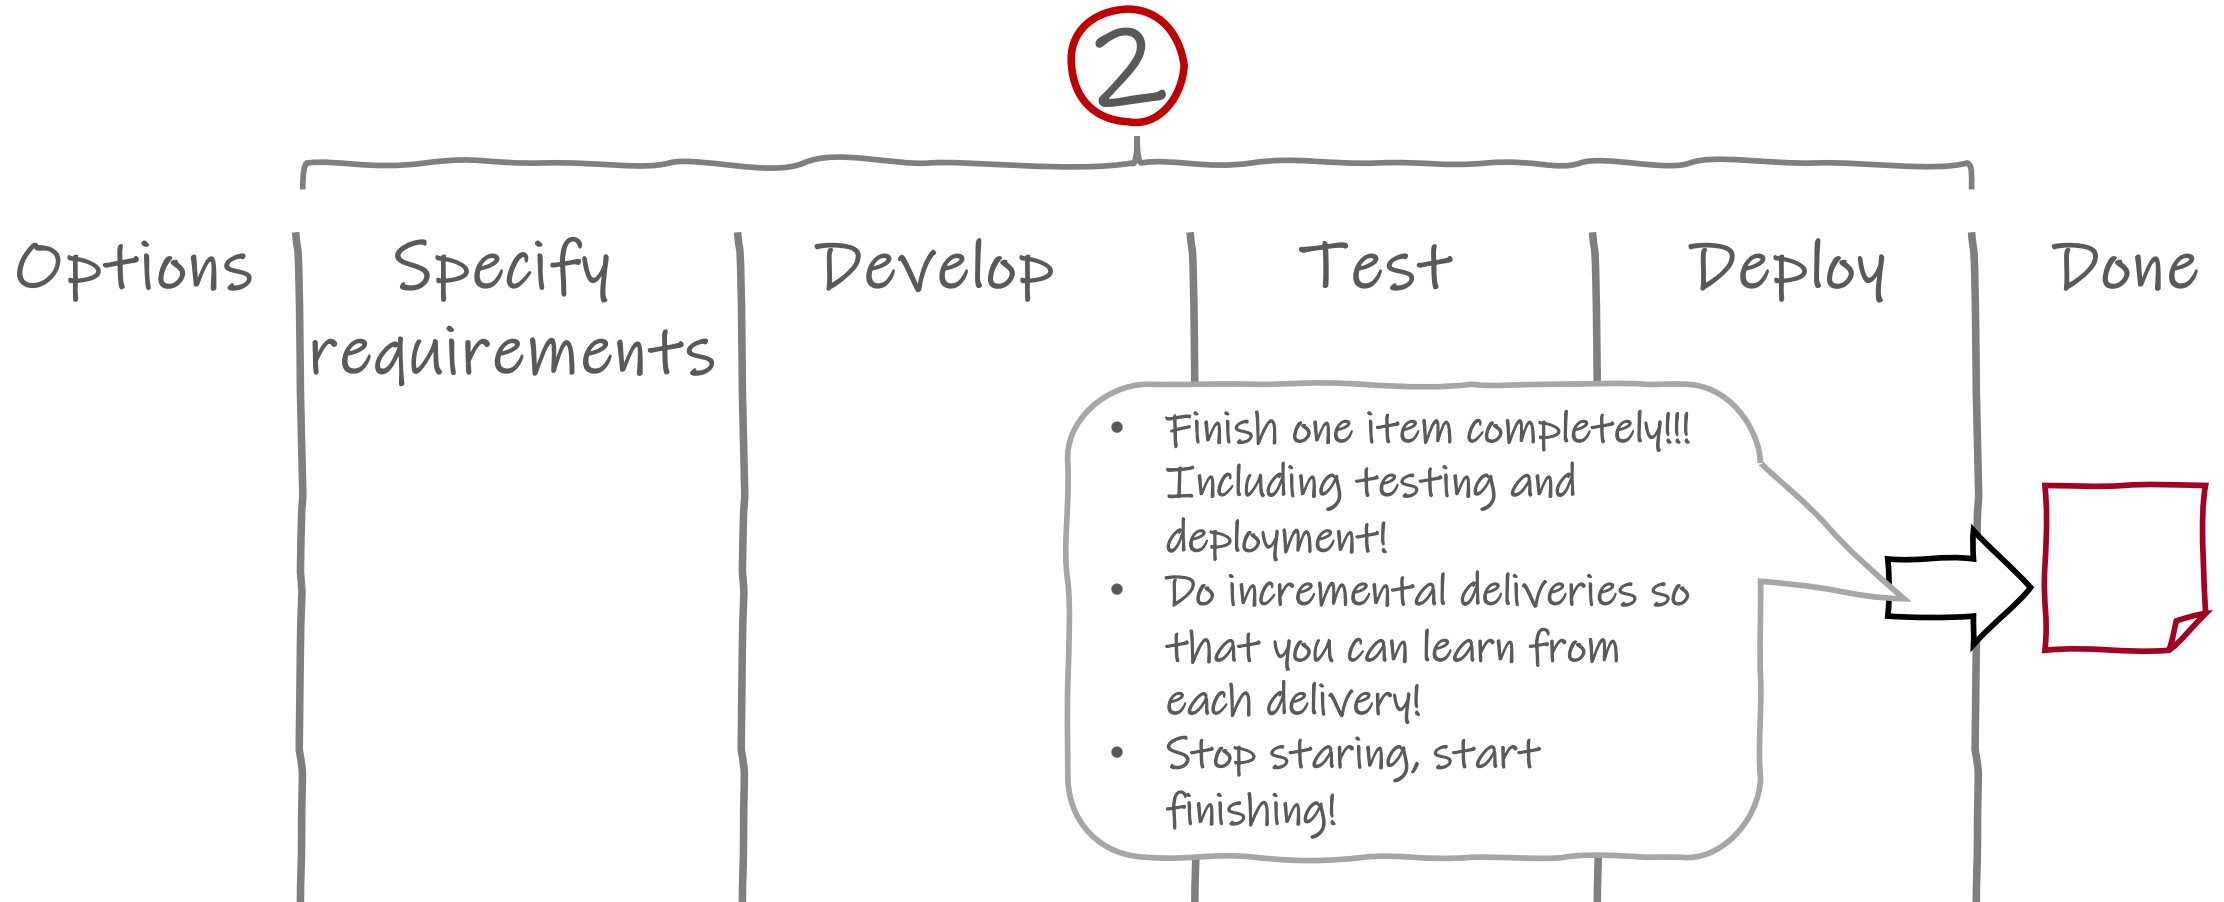 2
Options
Specify
requirements
Develop
Test
Deploy
Done
• Finish one item completely!!!
Including testing and
deployment!
• Do incremental deliveries so
that you can learn from
each delivery!
• Stop staring, start
finishing!